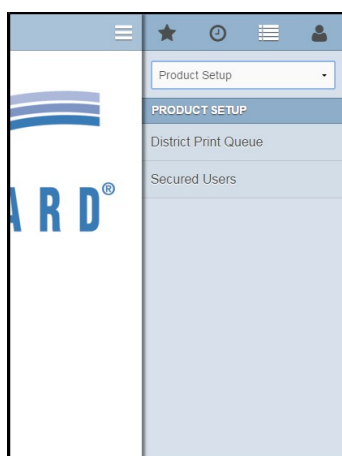 Product Setup
PRODUCT SETUP
District Print Queue
Secured Users
ARD®